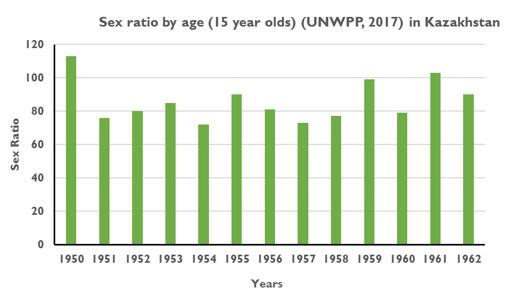 Sex ratio by age (15 year olds) (UNWPP, 2017) in Kazakhstan
120
100
80
60
40
20
0
Sex Ratio
1950 1951 1952 1953 1954 1955 1956 1957 1958 1959 1960 1961 1962
Years